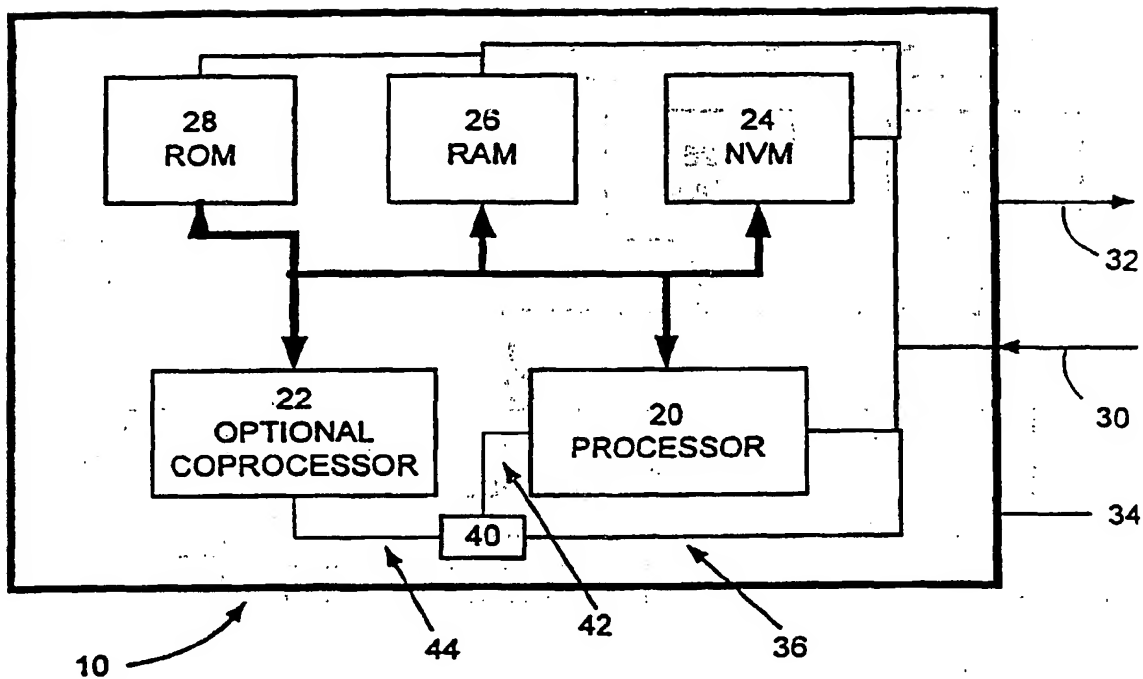 28
ROM
26
RAM
24
NVM
32
30
22
OPTIONAL
COPROCESSOR
20
PROCESSOR
34
40
42
44
36
10